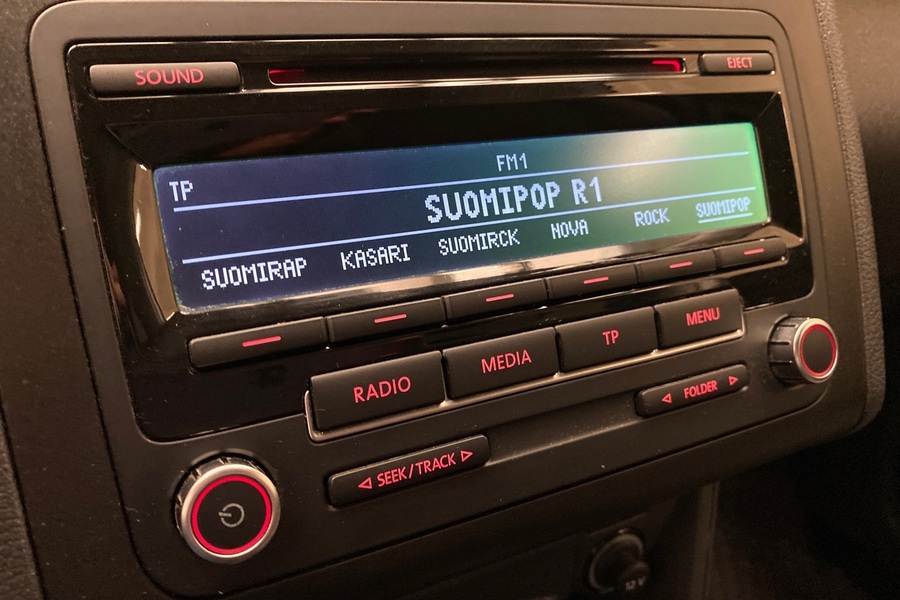 SOUND
EJECT
FM1
TP
SUOMIPOP R1
SUOMIRAP KASARI SUOMIRCK NOVA ROCK SUOMIPOP
RADIO MEDIA TP MENU
FOLDER
SEEK/TRACK
12V